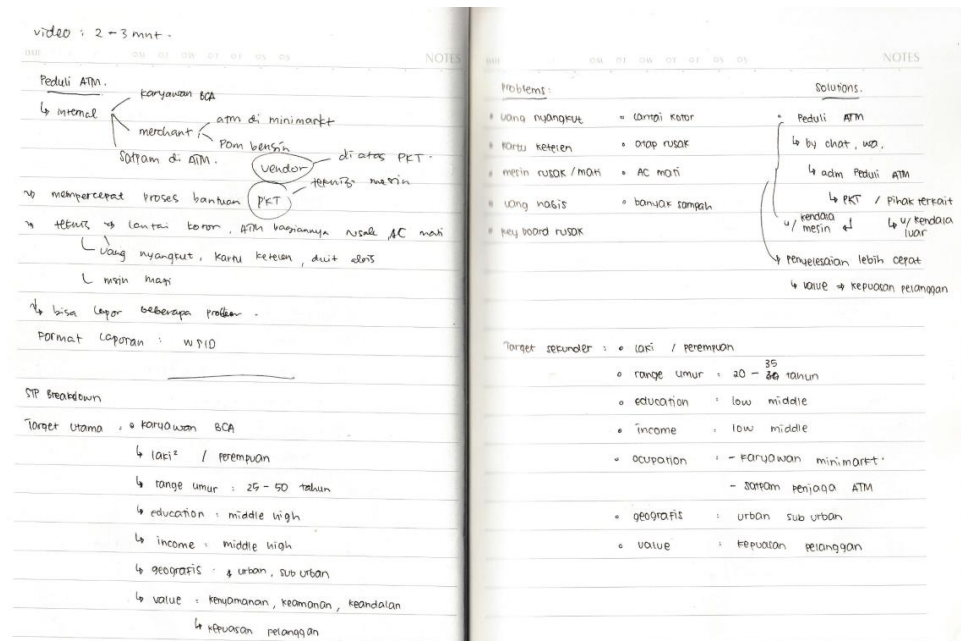 video : 2 - 3 mnt.
NOTES
Peduli ATM.
↳ internal
karyawan BCA
merchant
atm di minimarkt
Pom bensin
Satpam di ATM.
vendor
di atas PKT.
PKT
teknis mesin
mempercepat proses bantuan
teknis → lantai kotor, ATM bagiannya rusak AC mati
↳ Uang nyangkut, kartu ketelen, duit abis
↳ msin mati
↳ bisa lapor beberapa problem.
Format Laporan : WSID
STP Breakdown
Target Utama : • Karyawan BCA
↳ laki² / perempuan
↳ range umur : 25 - 50 tahun
↳ education : middle high
↳ income : middle high
↳ geografis : urban, sub urban
↳ value : kenyamanan, keamanan, keandalan
↳ kepuasan pelanggan
NOTES
Problems :
• uang nyangkut
• kartu ketelen
• mesin rusak / mati
• uang habis
• key board rusak
• lantai kotor
• atap rusak
• AC mati
• banyak sampah
Solutions.
• Peduli ATM
↳ by chat, wa.
↳ adm Peduli ATM
↳ PKT / Pihak terkait
u/ kendala mesin ↲
↳ u/ kendala luar
penyelesaian lebih cepat
↳ value → kepuasan pelanggan
Target sekunder : • laki / perempuan
• range umur : 20 - 35 tahun
• education : low middle
• income : low middle
• ocupation : - karyawan minimarkt.
- satpam penjaga ATM
• geografis : urban sub urban
• value : kepuasan pelanggan